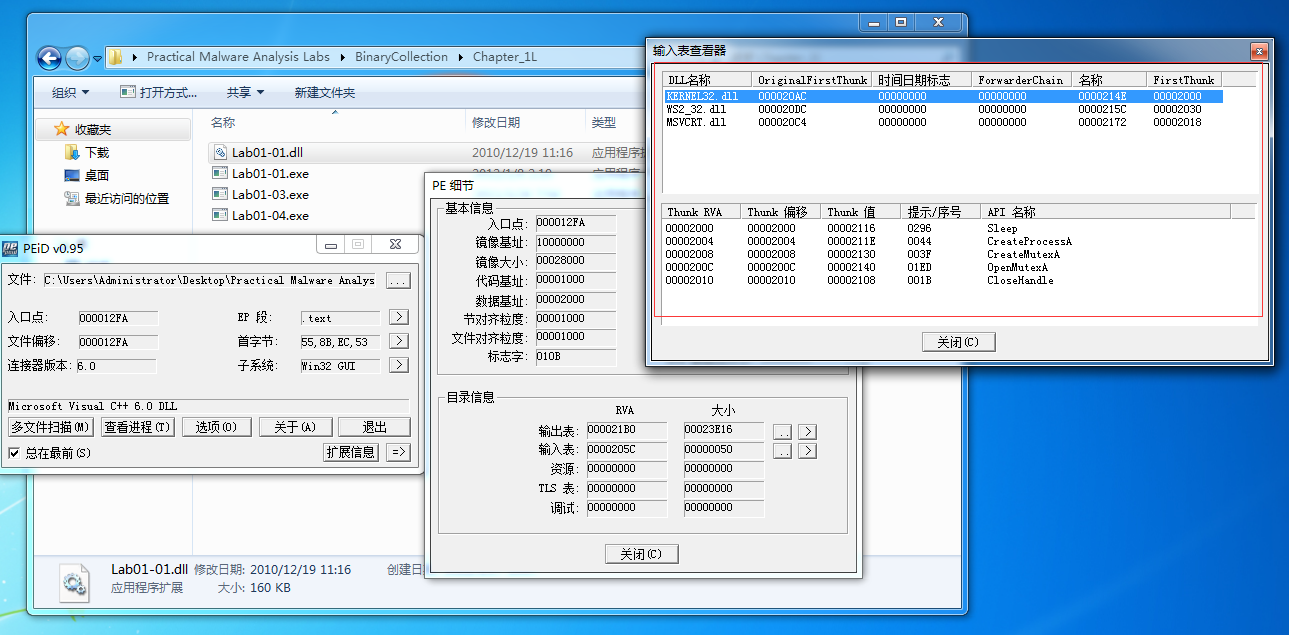 Practical Malware Analysis Labs ▸ BinaryCollection ▸ Chapter_1L
组织 ▼ 打开方式... 共享 ▼ 新建文件夹
收藏夹
下载
桌面
最近访问的位置
名称 修改日期 类型
Lab01-01.dll 2010/12/19 11:16 应用程序扩
Lab01-01.exe
Lab01-03.exe
Lab01-04.exe
Lab01-01.dll 修改日期: 2010/12/19 11:16 创建日
应用程序扩展 大小: 160 KB
PEiD v0.95
文件: C:\Users\Administrator\Desktop\Practical Malware Analys ...
入口点: 000012FA EP 段: .text >
文件偏移: 000012FA 首字节: 55,8B,EC,53 >
连接器版本: 6.0 子系统: Win32 GUI >
Microsoft Visual C++ 6.0 DLL
多文件扫描(M) 查看进程(T) 选项(O) 关于(A) 退出
总在最前(S) 扩展信息 =>
PE 细节
基本信息
入口点: 000012FA
镜像基址: 10000000
镜像大小: 00028000
代码基址: 00001000
数据基址: 00002000
节对齐粒度: 00001000
文件对齐粒度: 00001000
标志字: 010B
目录信息
RVA 大小
输出表: 000021B0 00023E16 .. >
输入表: 0000205C 00000050 .. >
资源: 00000000 00000000
TLS 表: 00000000 00000000
调试: 00000000 00000000
关闭(C)
输入表查看器
DLL名称 OriginalFirstThunk 时间日期标志 ForwarderChain 名称 FirstThunk
KERNEL32.dll 000020AC 00000000 00000000 0000214E 00002000
WS2_32.dll 000020DC 00000000 00000000 0000215C 00002030
MSVCRT.dll 000020C4 00000000 00000000 00002172 00002018
Thunk RVA Thunk 偏移 Thunk 值 提示/序号 API 名称
00002000 00002000 00002116 0296 Sleep
00002004 00002004 0000211E 0044 CreateProcessA
00002008 00002008 00002130 003F CreateMutexA
0000200C 0000200C 00002140 01ED OpenMutexA
00002010 00002010 00002108 001B CloseHandle
关闭(C)